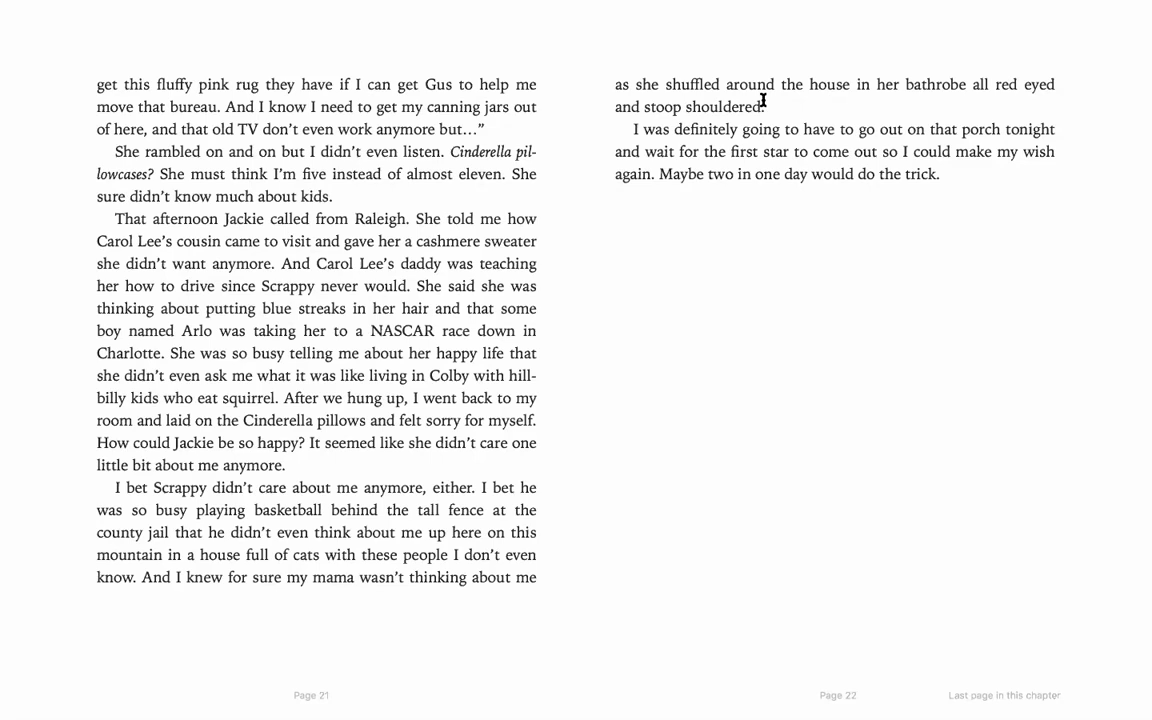 get this fluffy pink rug they have if I can get Gus to help me
move that bureau. And I know I need to get my canning jars out
of here, and that old TV don’t even work anymore but…”
She rambled on and on but I didn’t even listen. Cinderella pil-
lowcases? She must think I’m five instead of almost eleven. She
sure didn’t know much about kids.
That afternoon Jackie called from Raleigh. She told me how
Carol Lee’s cousin came to visit and gave her a cashmere sweater
she didn’t want anymore. And Carol Lee’s daddy was teaching
her how to drive since Scrappy never would. She said she was
thinking about putting blue streaks in her hair and that some
boy named Arlo was taking her to a NASCAR race down in
Charlotte. She was so busy telling me about her happy life that
she didn’t even ask me what it was like living in Colby with hill-
billy kids who eat squirrel. After we hung up, I went back to my
room and laid on the Cinderella pillows and felt sorry for myself.
How could Jackie be so happy? It seemed like she didn’t care one
little bit about me anymore.
I bet Scrappy didn’t care about me anymore, either. I bet he
was so busy playing basketball behind the tall fence at the
county jail that he didn’t even think about me up here on this
mountain in a house full of cats with these people I don’t even
know. And I knew for sure my mama wasn’t thinking about me
Page 21
as she shuffled around the house in her bathrobe all red eyed
and stoop shouldered.
I was definitely going to have to go out on that porch tonight
and wait for the first star to come out so I could make my wish
again. Maybe two in one day would do the trick.
Page 22
Last page in this chapter